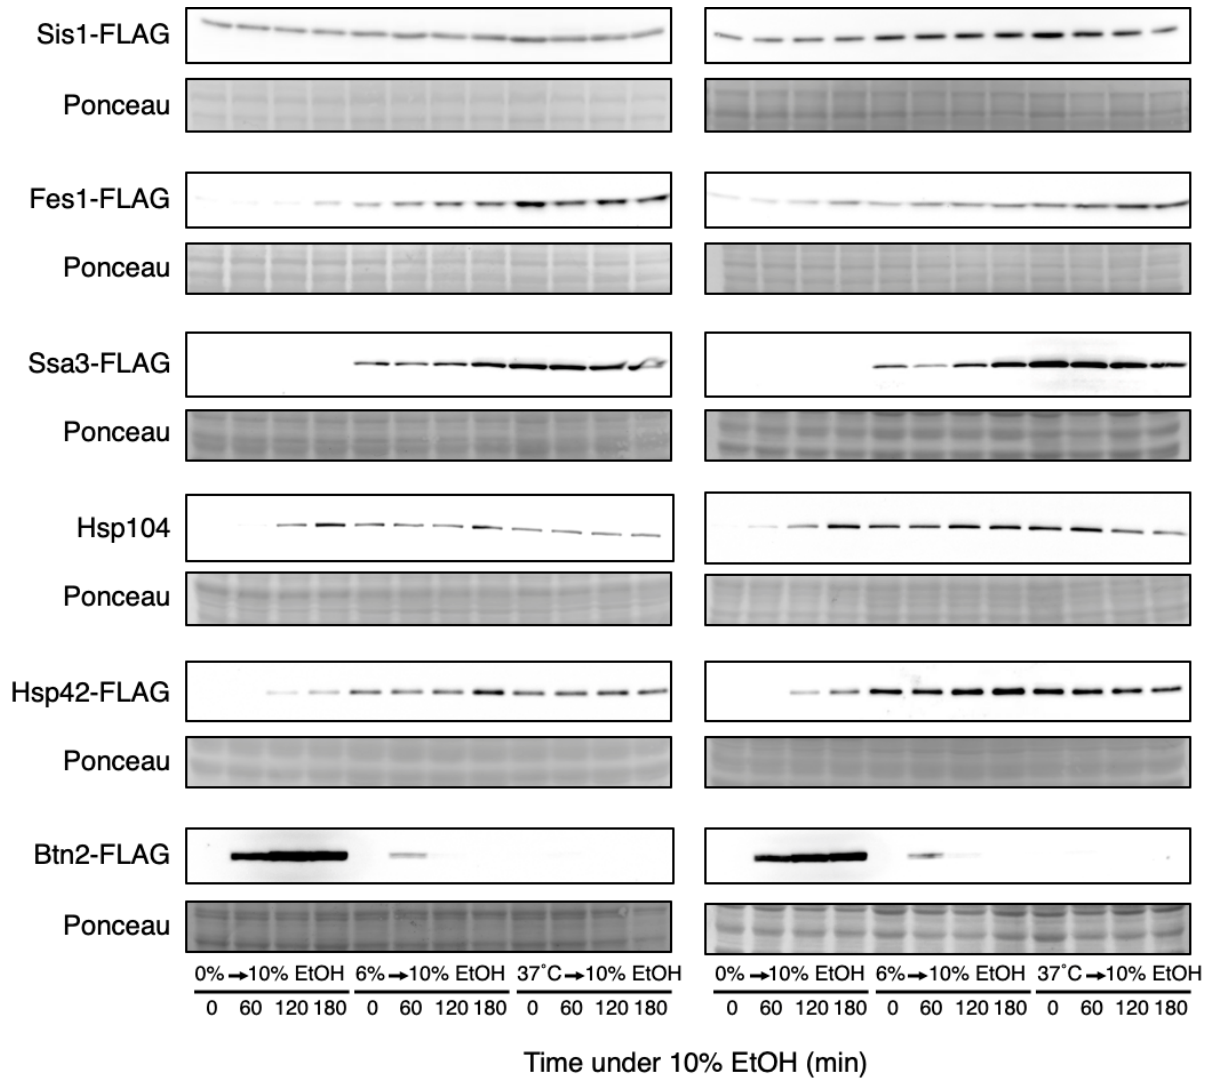 Sis1-FLAG
Ponceau
Fes1-FLAG
Ponceau
Ssa3-FLAG
Ponceau
Hsp104
Ponceau
Hsp42-FLAG
Ponceau
Btn2-FLAG
Ponceau
0% →10% EtOH 6% →10% EtOH 37˚C →10% EtOH 0% →10% EtOH 6% →10% EtOH 37˚C →10% EtOH
0 60 120 180 0 60 120 180 0 60 120 180 0 60 120 180 0 60 120 180 0 60 120 180
Time under 10% EtOH (min)